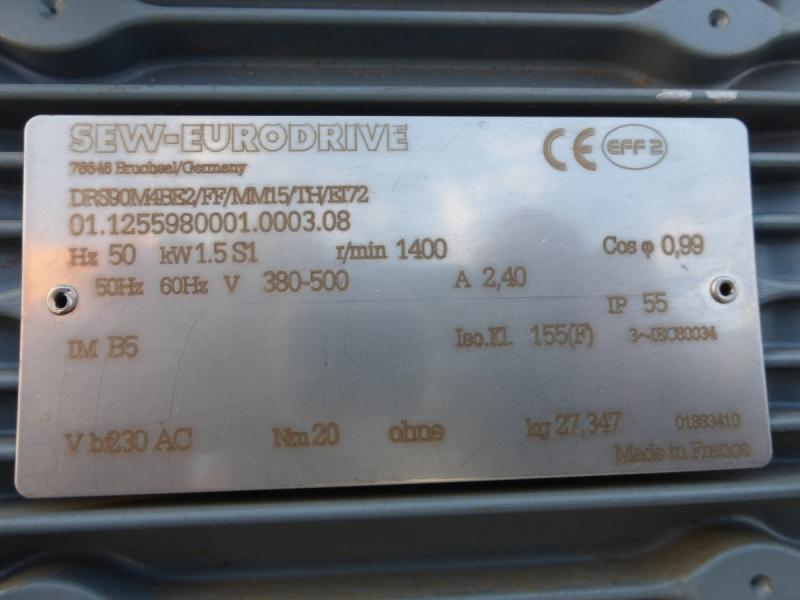 SEW-EURODRIVE
CE EFF 2
76646 Bruchsal/Germany
DRS90M4BE2/FF/MM15/TH/EI72
01.1255980001.0003.08
Hz 50 kW 1.5 S1 r/min 1400 Cos φ 0,99
50Hz 60Hz V 380-500 A 2,40
IP 55
IM B5 Iso.Kl. 155(F) 3~IEC60034
V br 230 AC Nm 20 ohne kg 27,347 01883410
Made in France